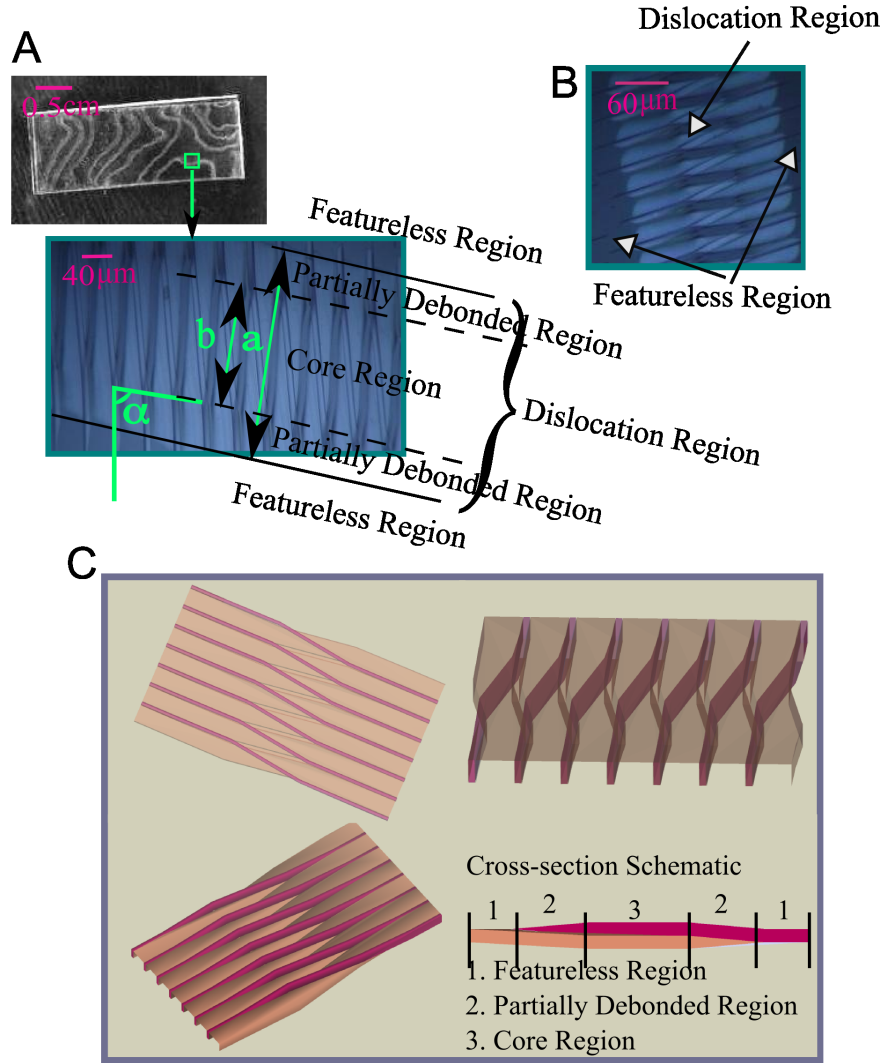 A
0.5cm
Dislocation Region
B
60μm
Featureless Region
40μm
Featureless Region
Partially Debonded Region
b
a
Core Region
α
Partially Debonded Region
Featureless Region
Dislocation Region
C
Cross-section Schematic
1
2
3
2
1
1. Featureless Region
2. Partially Debonded Region
3. Core Region